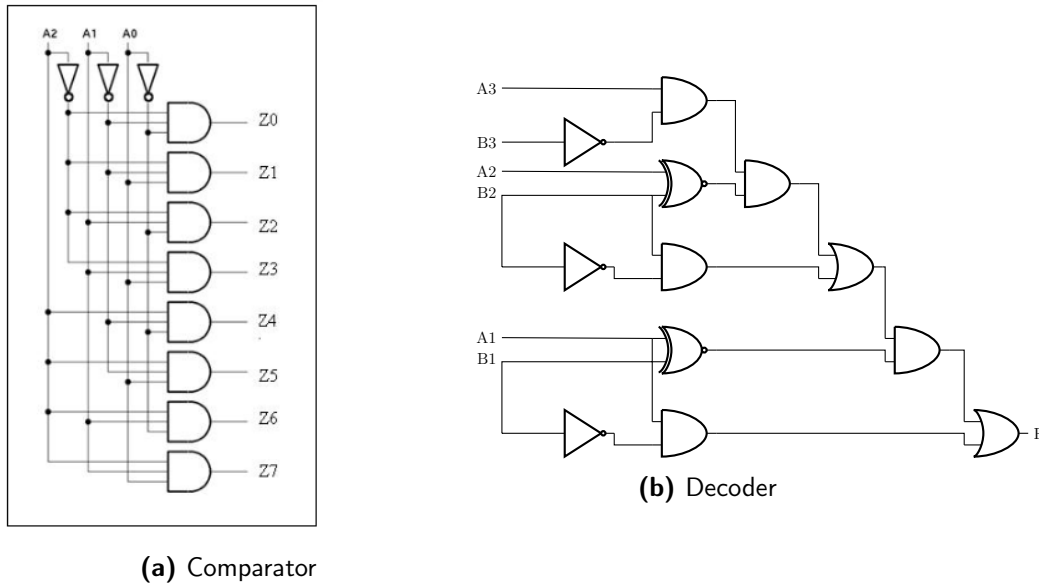 A2 A1 A0
Z0
Z1
Z2
Z3
Z4
Z5
Z6
Z7
(a) Comparator
A3
B3
A2
B2
A1
B1
(b) Decoder